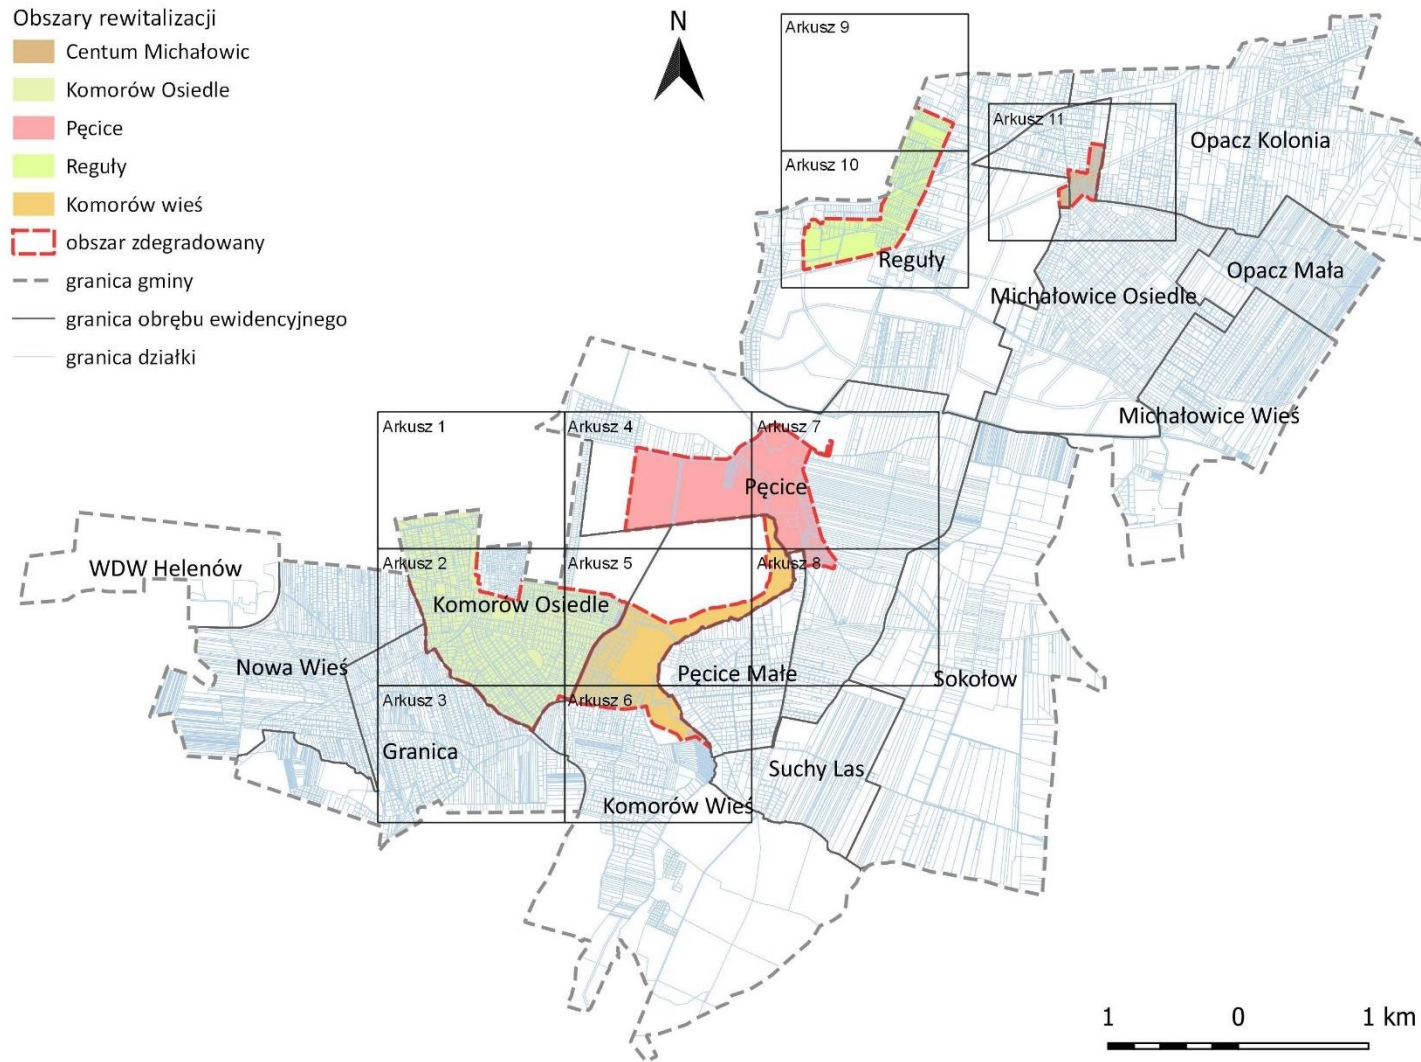 Obszary rewitalizacji
Centum Michałowic
Komorów Osiedle
Pęcice
Reguły
Komorów wieś
obszar zdegradowany
granica gminy
granica obrębu ewidencyjnego
granica działki
N
Arkusz 9
Arkusz 10
Arkusz 11
Opacz Kolonia
Reguły
Opacz Mała
Michałowice Osiedle
Michałowice Wieś
Arkusz 1
Arkusz 4
Arkusz 7
Pęcice
WDW Helenów
Arkusz 2
Arkusz 5
Arkusz 8
Komorów Osiedle
Nowa Wieś
Pęcice Małe
Sokołow
Arkusz 3
Arkusz 6
Granica
Suchy Las
Komorów Wieś
1 0 1 km